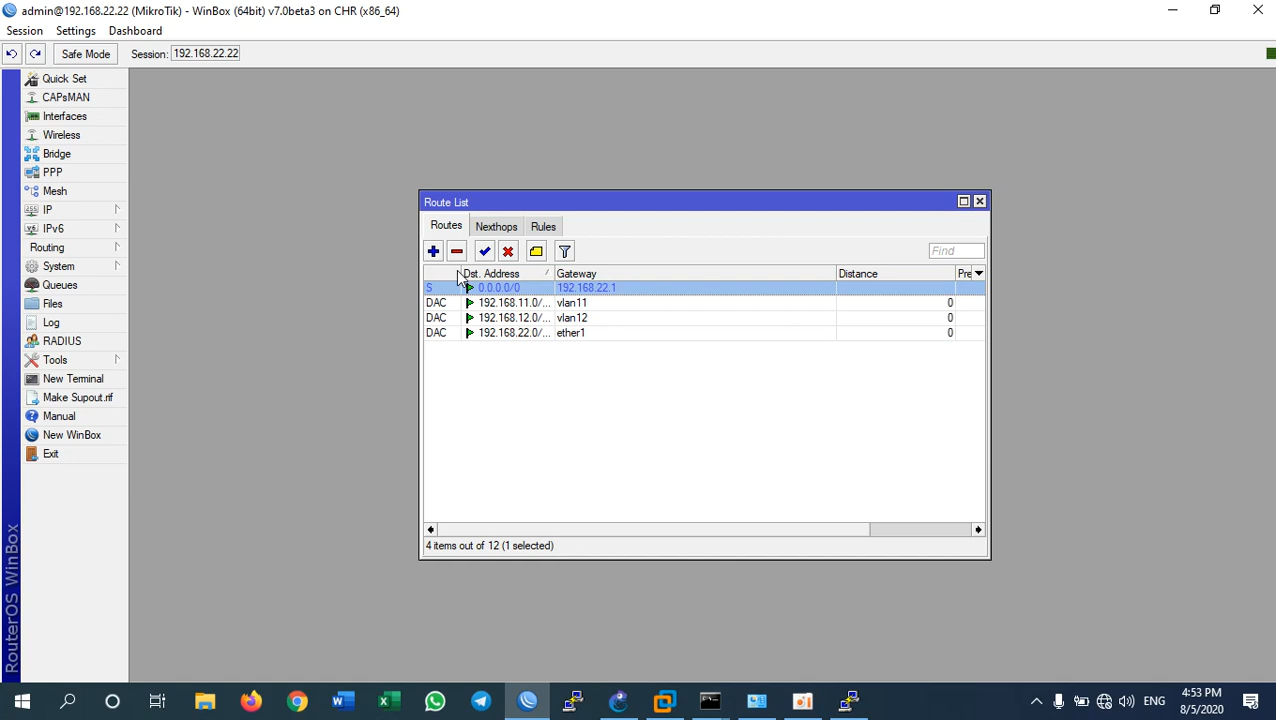 admin@192.168.22.22 (MikroTik) - WinBox (64bit) v7.0beta3 on CHR (x86_64)
Session Settings Dashboard
Safe Mode Session: 192.168.22.22
Quick Set
CAPsMAN
Interfaces
Wireless
Bridge
PPP
Mesh
IP
IPv6
Routing
System
Queues
Files
Log
RADIUS
Tools
New Terminal
Make Supout.rif
Manual
New WinBox
Exit
RouterOS WinBox
Route List
Routes Nexthops Rules
Find
Dst. Address Gateway Distance Pre
S 0.0.0.0/0 192.168.22.1
DAC 192.168.11.0/... vlan11 0
DAC 192.168.12.0/... vlan12 0
DAC 192.168.22.0/... ether1 0
4 items out of 12 (1 selected)
ENG
4:53 PM
8/5/2020